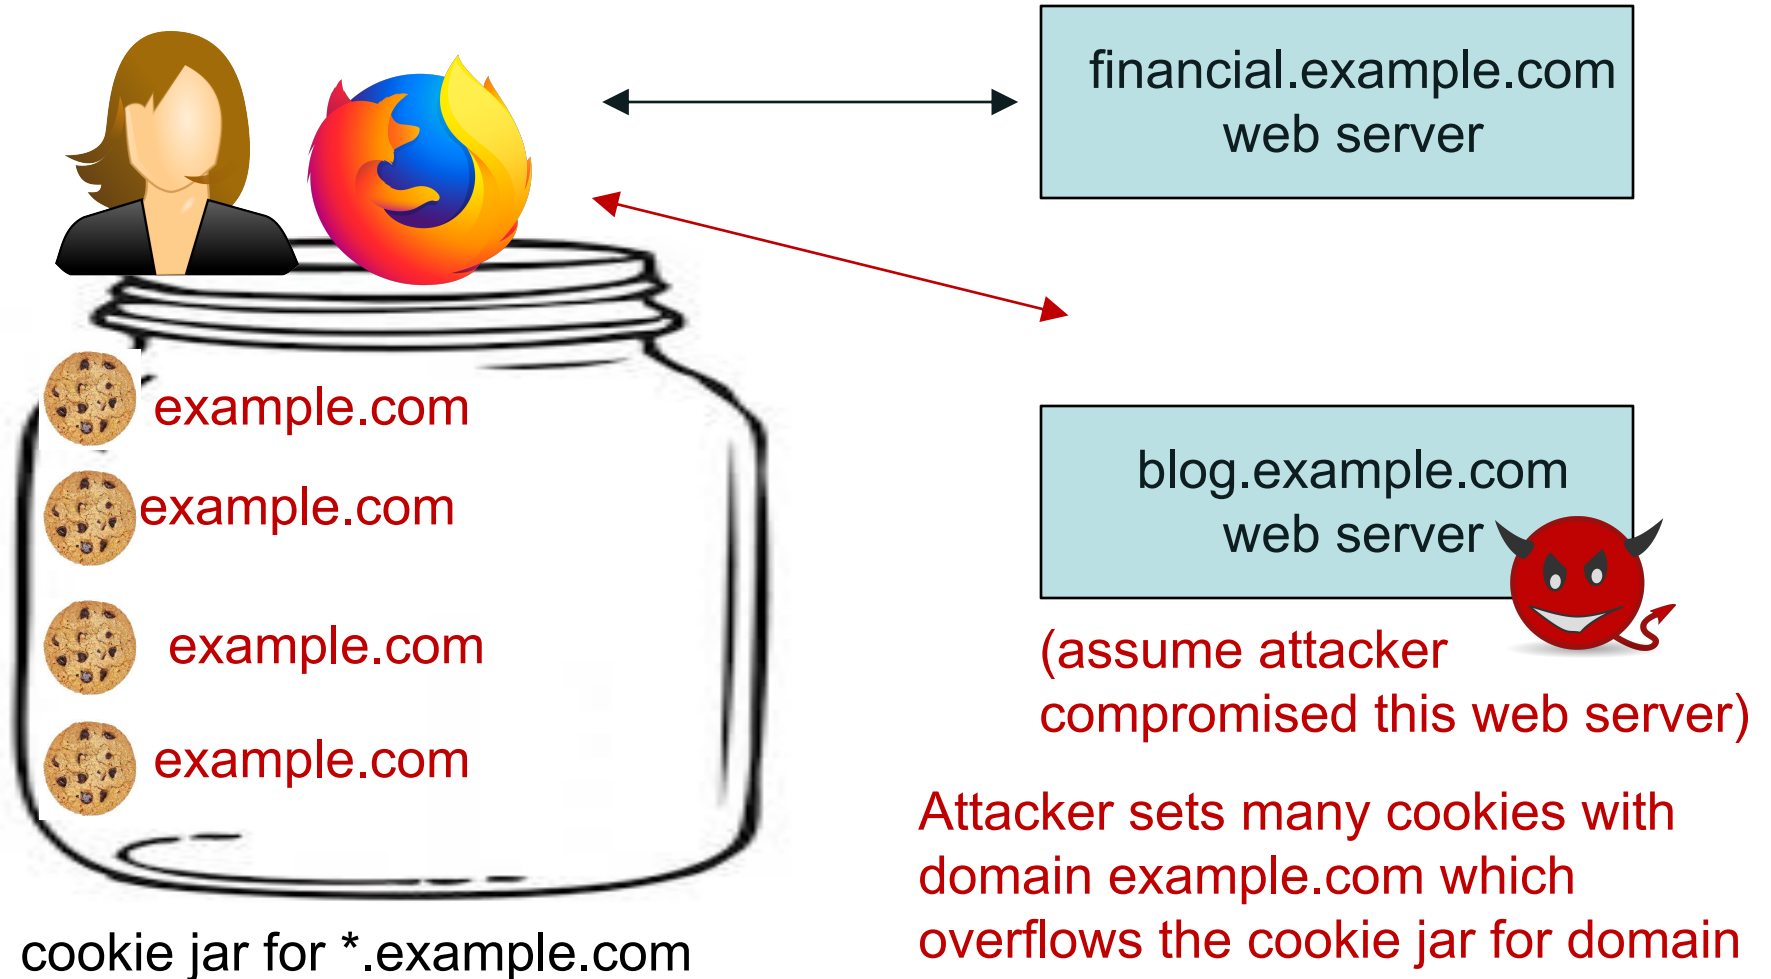 financial.example.com
web server
example.com
example.com
example.com
example.com
cookie jar for *.example.com
blog.example.com
web server
(assume attacker
compromised this web server)
Attacker sets many cookies with
domain example.com which
overflows the cookie jar for domain